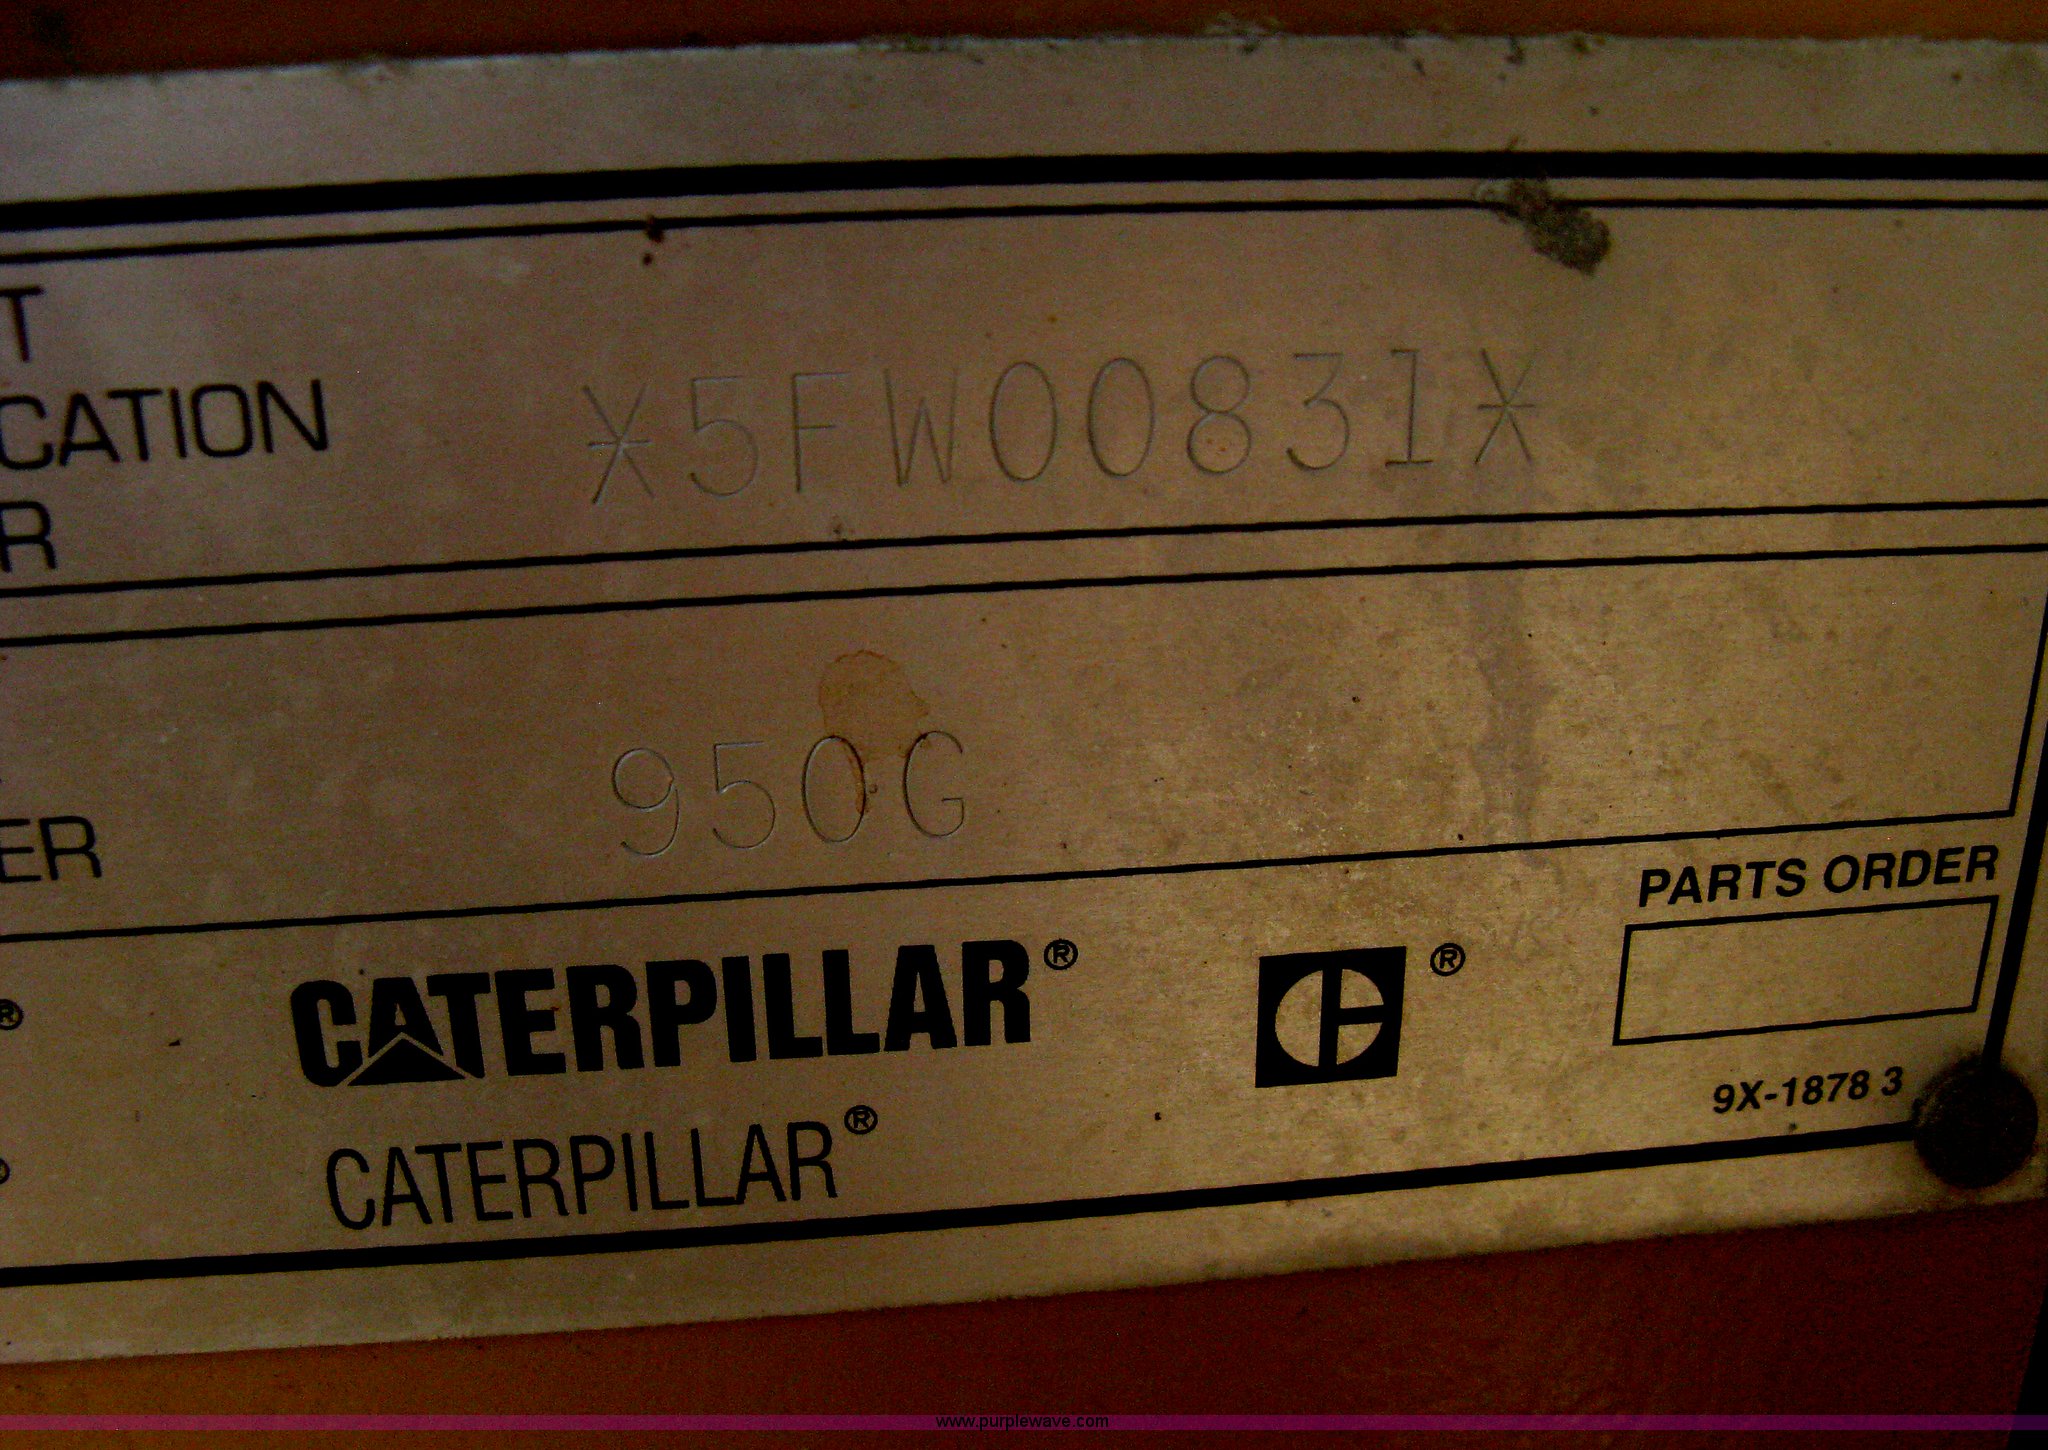 T
CATION
R
*5FW00831*
950G
ER
PARTS ORDER
CATERPILLAR®
®
®
9X-1878 3
CATERPILLAR®
®
www.purplewave.com